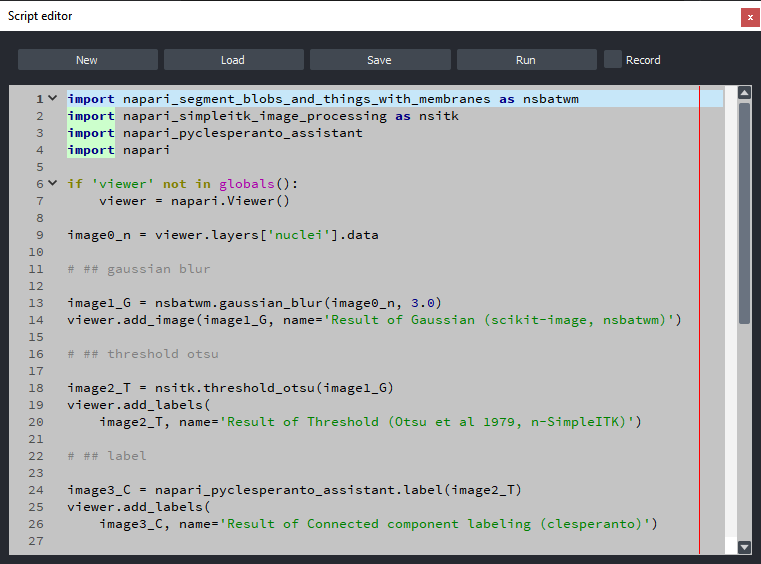 Script editor
x
New Load Save Run Record
1 import napari_segment_blobs_and_things_with_membranes as nsbatwm
2 import napari_simpleitk_image_processing as nsitk
3 import napari_pyclesperanto_assistant
4 import napari
5
6 if 'viewer' not in globals():
7     viewer = napari.Viewer()
8
9 image0_n = viewer.layers['nuclei'].data
10
11 # ## gaussian blur
12
13 image1_G = nsbatwm.gaussian_blur(image0_n, 3.0)
14 viewer.add_image(image1_G, name='Result of Gaussian (scikit-image, nsbatwm)')
15
16 # ## threshold otsu
17
18 image2_T = nsitk.threshold_otsu(image1_G)
19 viewer.add_labels(
20     image2_T, name='Result of Threshold (Otsu et al 1979, n-SimpleITK)')
21
22 # ## label
23
24 image3_C = napari_pyclesperanto_assistant.label(image2_T)
25 viewer.add_labels(
26     image3_C, name='Result of Connected component labeling (clesperanto)')
27